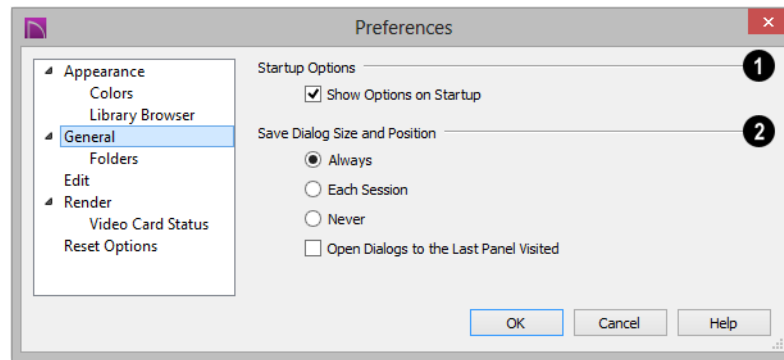 Preferences
Appearance
Colors
Library Browser
General
Folders
Edit
Render
Video Card Status
Reset Options
Startup Options
1
Show Options on Startup
Save Dialog Size and Position
2
Always
Each Session
Never
Open Dialogs to the Last Panel Visited
OK
Cancel
Help